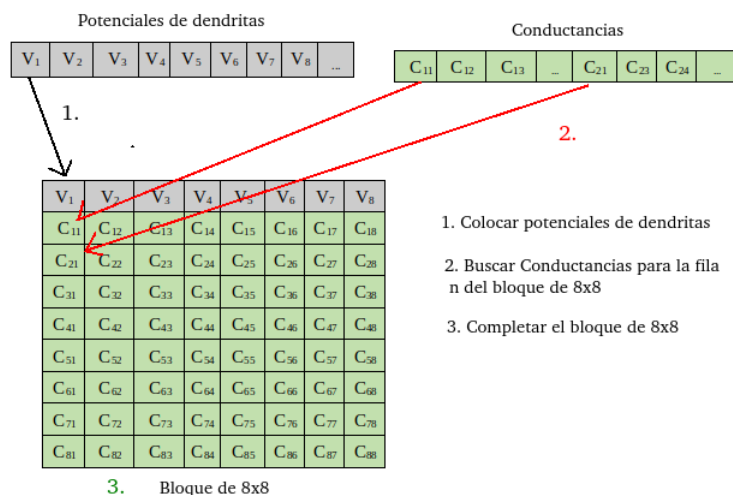 Potenciales de dendritas
V1 V2 V3 V4 V5 V6 V7 V8 ...
Conductancias
C11 C12 C13 ... C21 C23 C24 ...
1.
2.
V1 V2 V3 V4 V5 V6 V7 V8
C11 C12 C13 C14 C15 C16 C17 C18
C21 C22 C23 C24 C25 C26 C27 C28
C31 C32 C33 C34 C35 C36 C37 C38
C41 C42 C43 C44 C45 C46 C47 C48
C51 C52 C53 C54 C55 C56 C57 C58
C61 C62 C63 C64 C65 C66 C67 C68
C71 C72 C73 C74 C75 C76 C77 C78
C81 C82 C83 C84 C85 C86 C87 C88
3. Bloque de 8x8
1. Colocar potenciales de dendritas
2. Buscar Conductancias para la fila
n del bloque de 8x8
3. Completar el bloque de 8x8